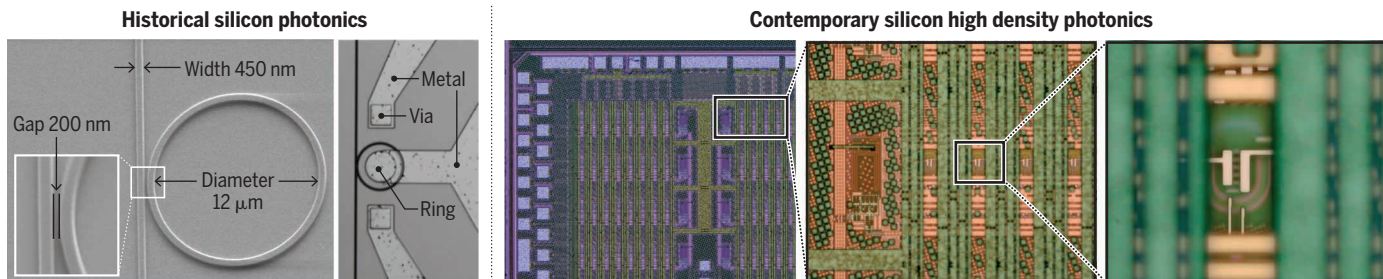 Historical silicon photonics
Width 450 nm
Gap 200 nm
Diameter
12 μm
Metal
Via
Ring
Contemporary silicon high density photonics